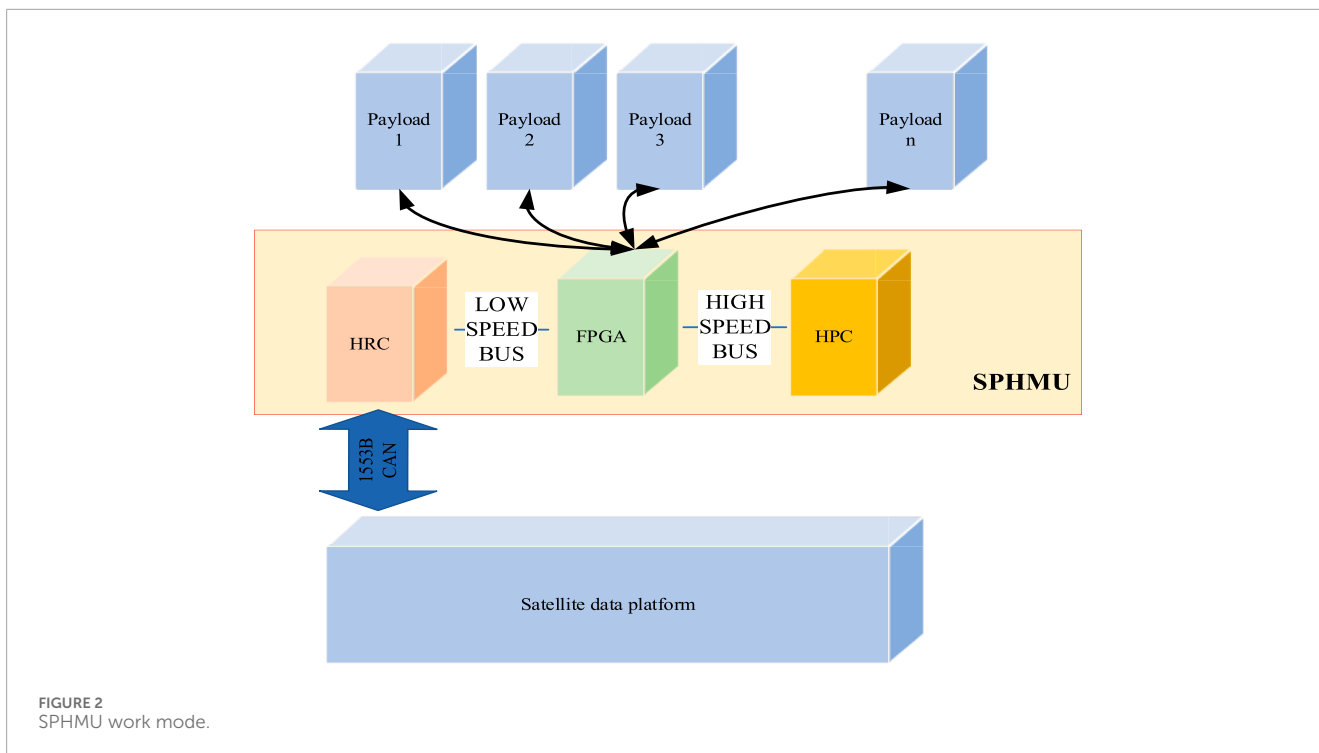 Payload
1
Payload
2
Payload
3
Payload
n
HRC
LOW
SPEED
BUS
FPGA
HIGH
SPEED
BUS
HPC
SPHMU
1553B
CAN
Satellite data platform
FIGURE 2
SPHMU work mode.